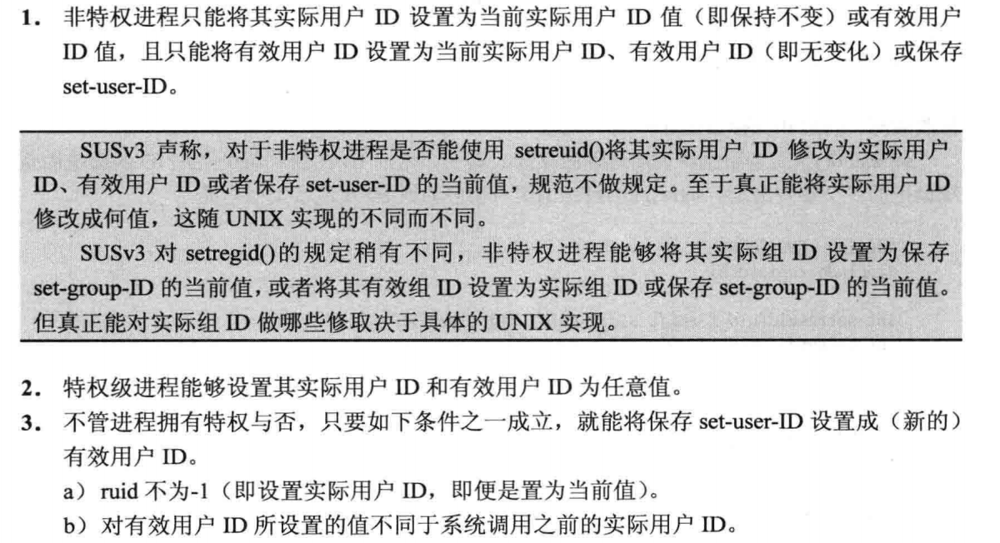 1． 非特权进程只能将其实际用户 ID 设置为当前实际用户 ID 值（即保持不变）或有效用户
ID 值，且只能将有效用户 ID 设置为当前实际用户 ID、有效用户 ID（即无变化）或保存
set-user-ID。
SUSv3 声称，对于非特权进程是否能使用 setreuid()将其实际用户 ID 修改为实际用户
ID、有效用户 ID 或者保存 set-user-ID 的当前值，规范不做规定。至于真正能将实际用户 ID
修改成何值，这随 UNIX 实现的不同而不同。
SUSv3 对 setregid()的规定稍有不同，非特权进程能够将其实际组 ID 设置为保存
set-group-ID 的当前值，或者将其有效组 ID 设置为实际组 ID 或保存 set-group-ID 的当前值。
但真正能对实际组 ID 做哪些修取决于具体的 UNIX 实现。
2． 特权级进程能够设置其实际用户 ID 和有效用户 ID 为任意值。
3． 不管进程拥有特权与否，只要如下条件之一成立，就能将保存 set-user-ID 设置成（新的）
有效用户 ID。
a）ruid 不为-1（即设置实际用户 ID，即便是置为当前值）。
b）对有效用户 ID 所设置的值不同于系统调用之前的实际用户 ID。